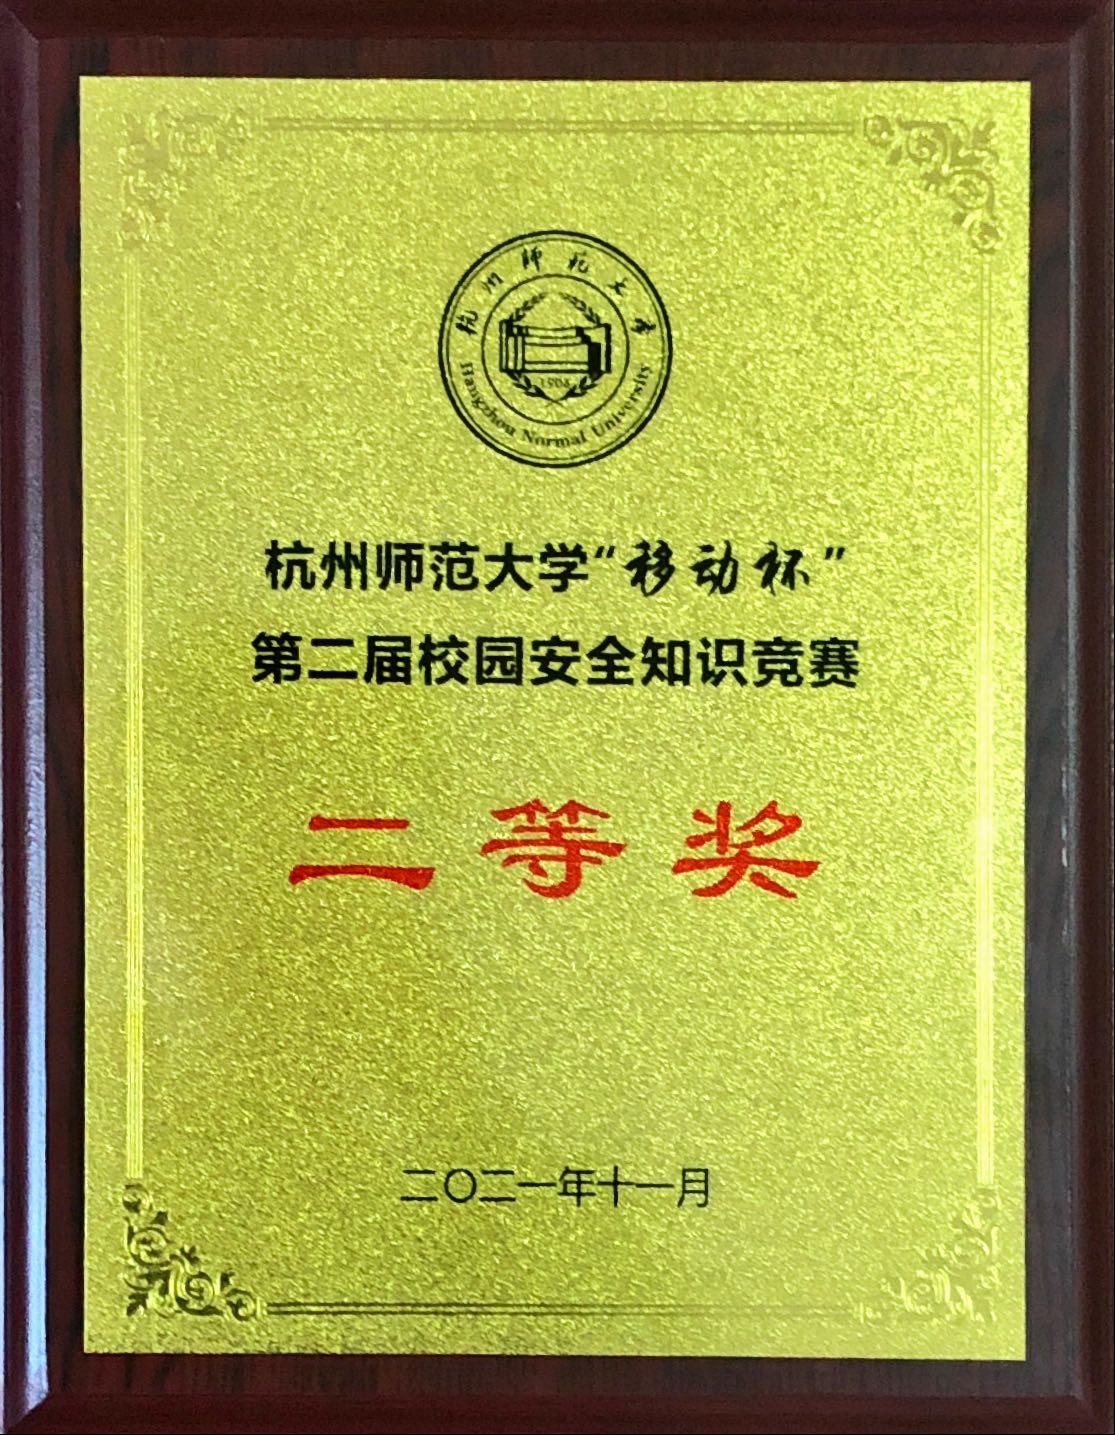 杭州师范大学
1908
Hangzhou Normal University
杭州师范大学“移动杯”
第二届校园安全知识竞赛
二等奖
二〇二一年十一月